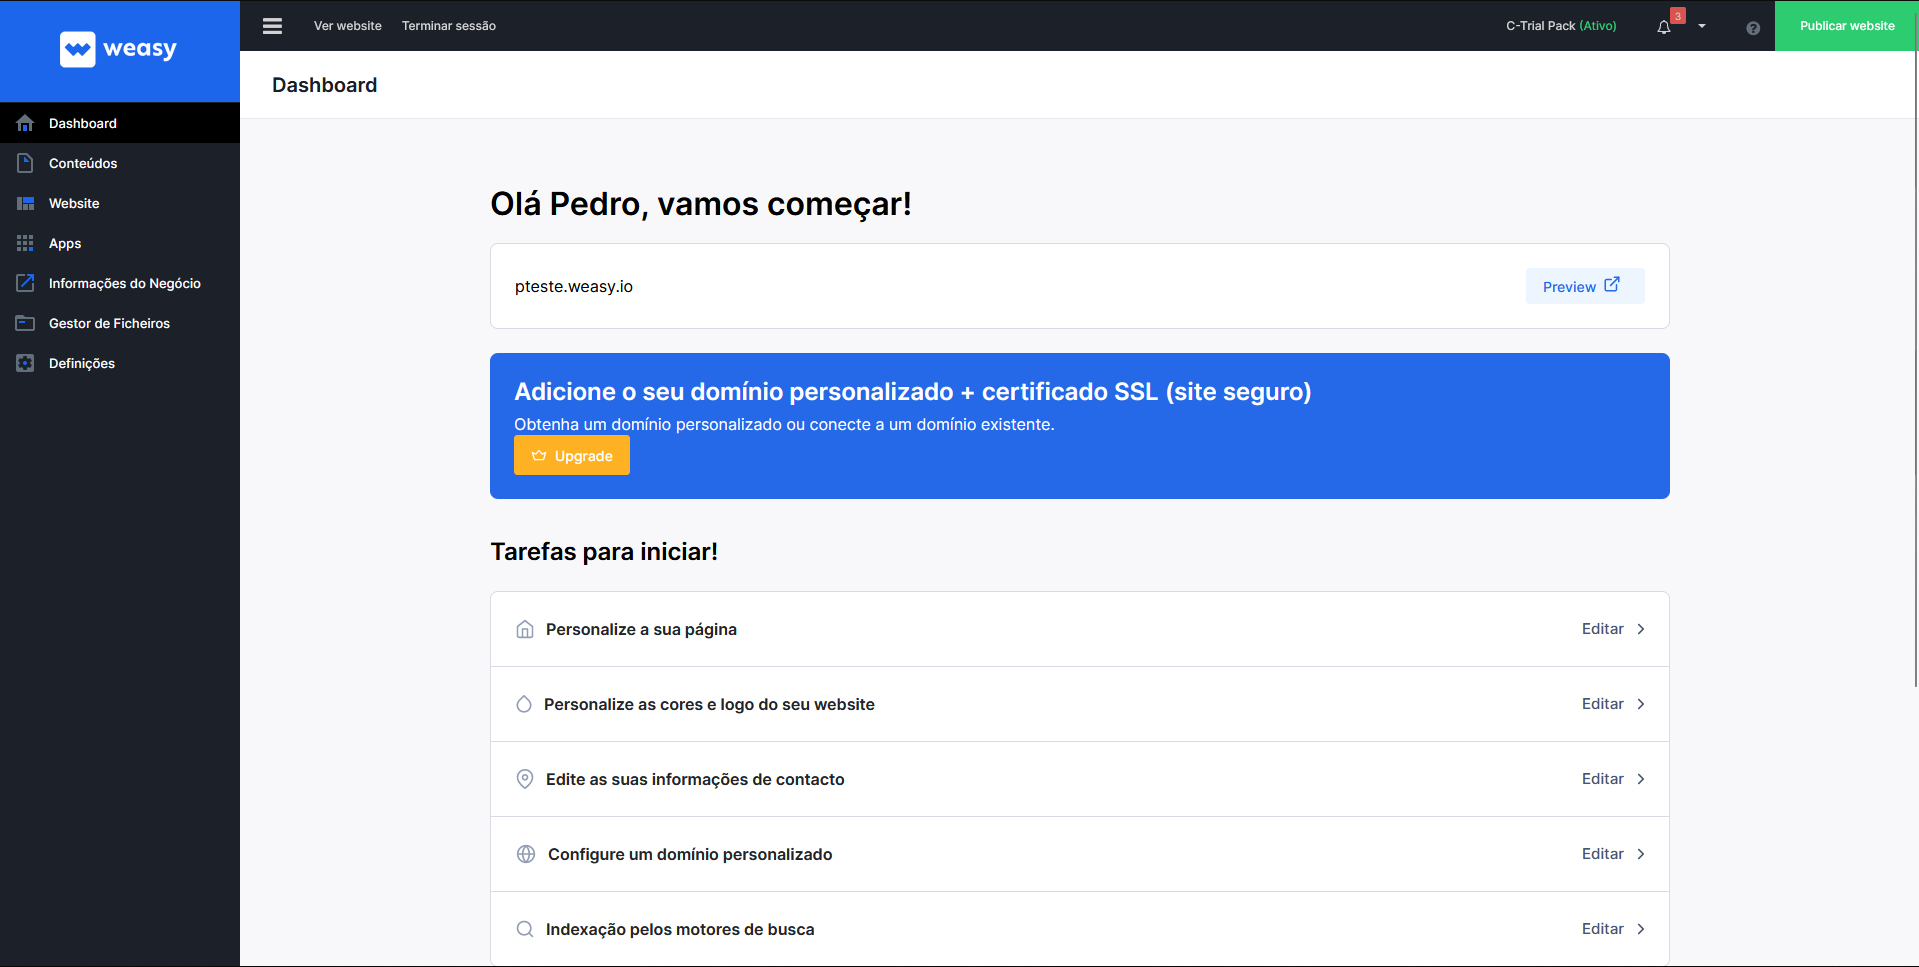 weasy
Ver website
Terminar sessão
C-Trial Pack (Ativo)
3
Publicar website
Dashboard
Dashboard
Conteúdos
Website
Apps
Informações do Negócio
Gestor de Ficheiros
Definições
Olá Pedro, vamos começar!
pteste.weasy.io
Preview
Adicione o seu domínio personalizado + certificado SSL (site seguro)
Obtenha um domínio personalizado ou conecte a um domínio existente.
Upgrade
Tarefas para iniciar!
Personalize a sua página
Editar
Personalize as cores e logo do seu website
Editar
Edite as suas informações de contacto
Editar
Configure um domínio personalizado
Editar
Indexação pelos motores de busca
Editar